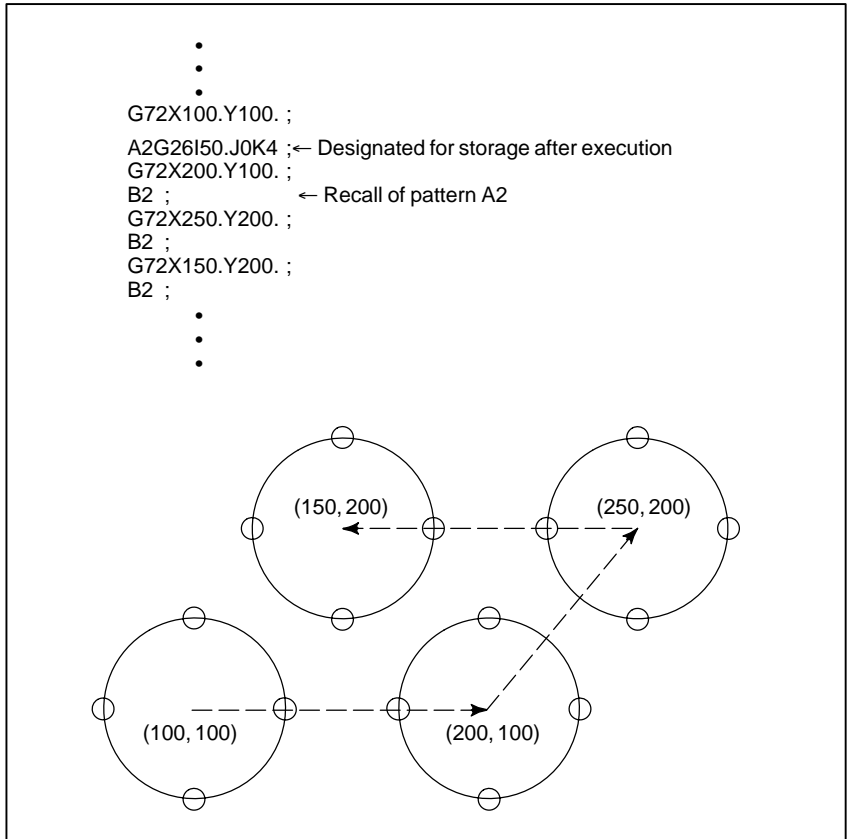 G72X100.Y100. ;
A2G26I50.J0K4 ;← Designated for storage after execution
G72X200.Y100. ;
B2 ; ← Recall of pattern A2
G72X250.Y200. ;
B2 ;
G72X150.Y200. ;
B2 ;
(150, 200) (250, 200)
(100, 100) (200, 100)